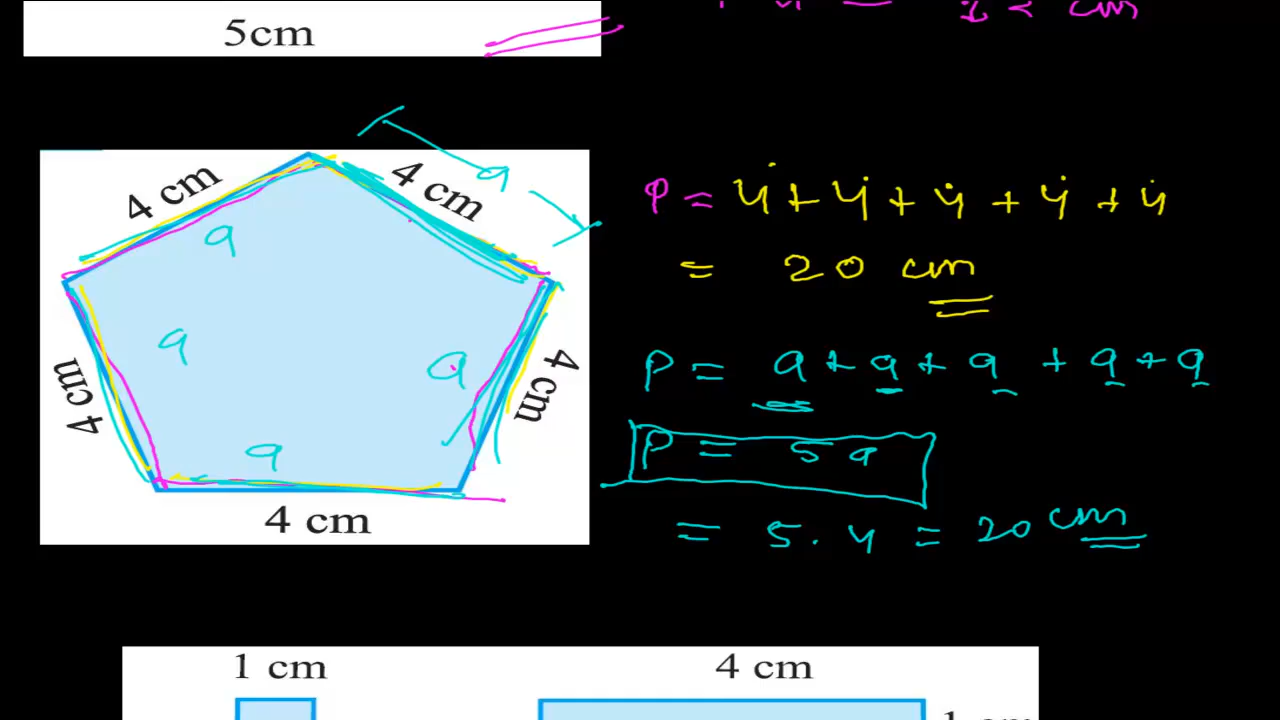 5cm
4 cm
4 cm
a
a
P = 4 + 4 + 4 + 4 + 4
= 20 cm
a
a
4 cm
4 cm
P = a + a + a + a + a
a
P = 5a
4 cm
= 5.4 = 20 cm
1 cm
4 cm